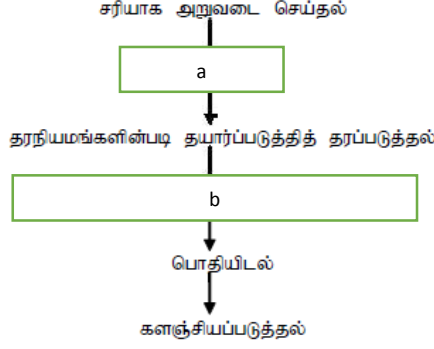 சரியாக அறுவடை செய்தல்
a
தரநியமங்களின்படி தயார்ப்படுத்தித் தரப்படுத்தல்
b
பொதியிடல்
களஞ்சியப்படுத்தல்